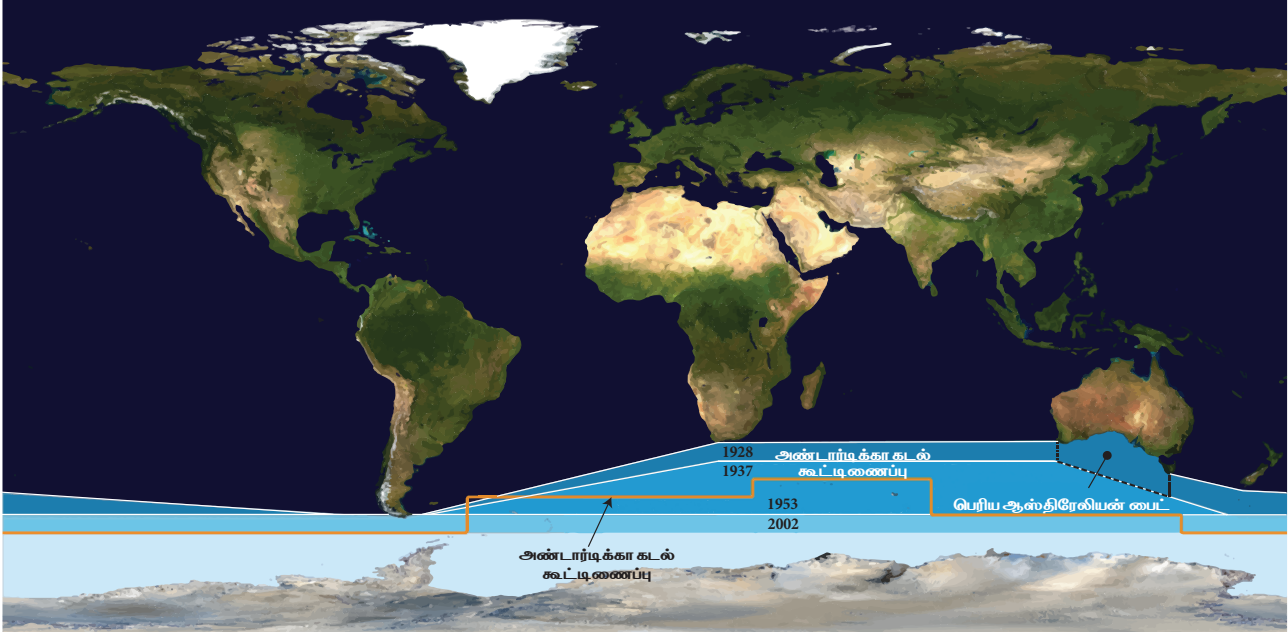 1928 அண்டார்டிக்கா கடல்
1937 கூட்டிணைப்பு
பெரிய ஆஸ்திரேலியன் பைட்
1953
2002
அண்டார்டிக்கா கடல்
கூட்டிணைப்பு